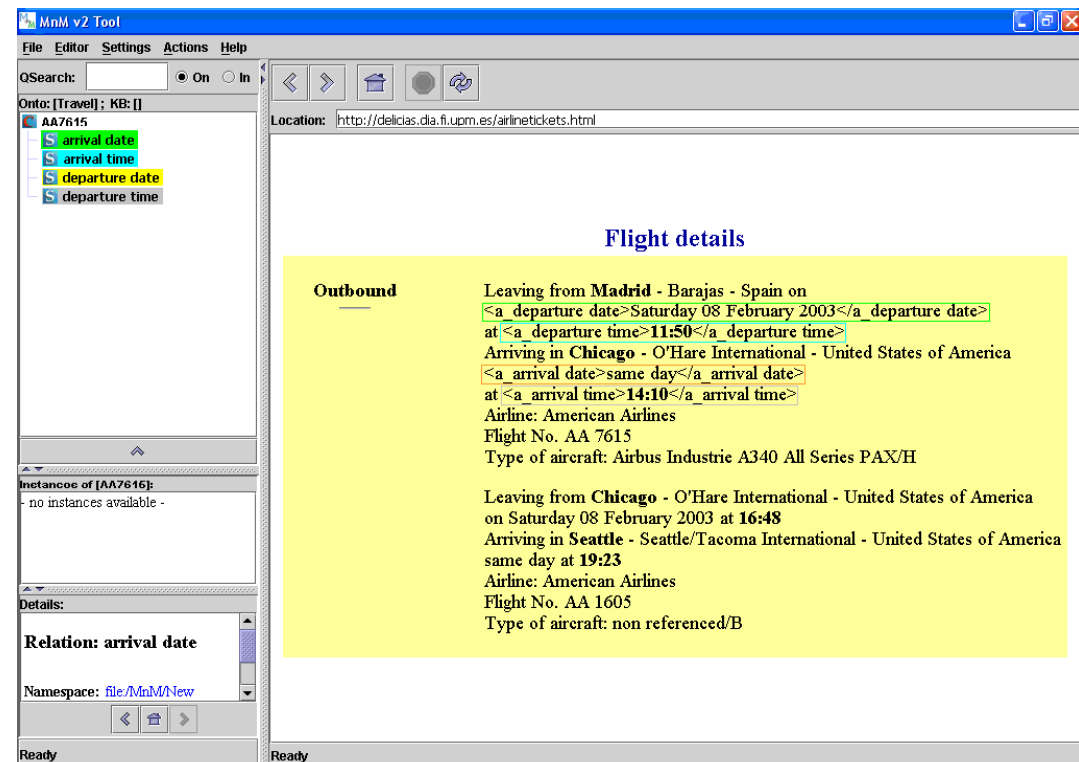 MnM v2 Tool
File Editor Settings Actions Help
QSearch: On In
Onto: [Travel] ; KB: []
AA7615
S arrival date
S arrival time
S departure date
S departure time
Instances of [AA7615]:
- no instances available -
Details:
Relation: arrival date
Namespace: file:/MnM/New
Ready
Location: http://delicias.dia.fi.upm.es/airlinetickets.html
Flight details
Outbound
Leaving from Madrid - Barajas - Spain on
<a_departure date>Saturday 08 February 2003</a_departure date>
at <a_departure time>11:50</a_departure time>
Arriving in Chicago - O'Hare International - United States of America
<a_arrival date>same day</a_arrival date>
at <a_arrival time>14:10</a_arrival time>
Airline: American Airlines
Flight No. AA 7615
Type of aircraft: Airbus Industrie A340 All Series PAX/H
Leaving from Chicago - O'Hare International - United States of America
on Saturday 08 February 2003 at 16:48
Arriving in Seattle - Seattle/Tacoma International - United States of America
same day at 19:23
Airline: American Airlines
Flight No. AA 1605
Type of aircraft: non referenced/B
Ready